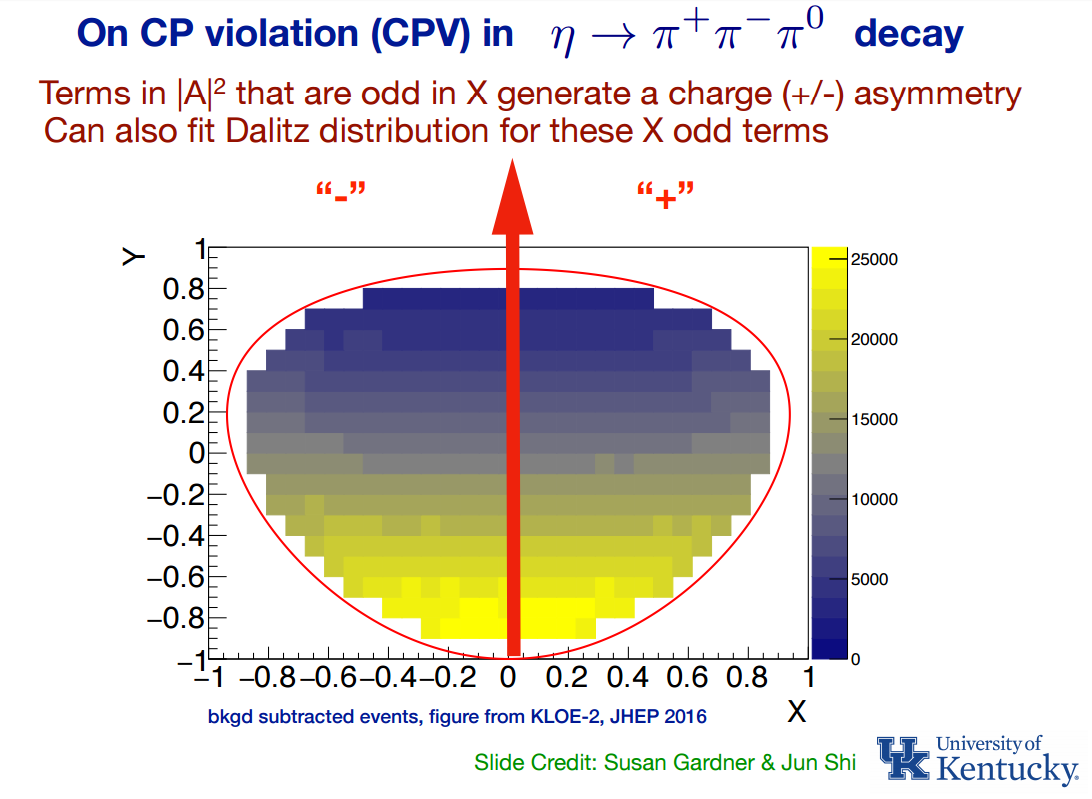 On CP violation (CPV) in η → π⁺π⁻π⁰ decay
Terms in |A|² that are odd in X generate a charge (+/-) asymmetry
Can also fit Dalitz distribution for these X odd terms
“-” “+”
Y
1
0.8
0.6
0.4
0.2
0
−0.2
−0.4
−0.6
−0.8
−1
−1 −0.8 −0.6 −0.4 −0.2 0 0.2 0.4 0.6 0.8 1
X
25000
20000
15000
10000
5000
0
bkgd subtracted events, figure from KLOE-2, JHEP 2016
Slide Credit: Susan Gardner & Jun Shi
UK
University of
Kentucky.